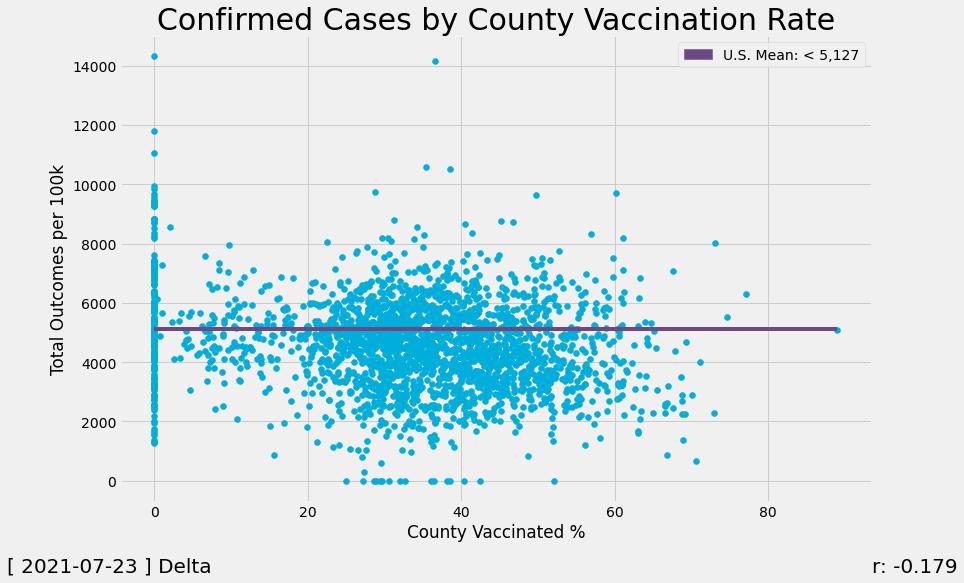 Confirmed Cases by County Vaccination Rate
U.S. Mean: < 5,127
Total Outcomes per 100k
14000
12000
10000
8000
6000
4000
2000
0
0 20 40 60 80
County Vaccinated %
[ 2021-07-23 ] Delta
r: -0.179